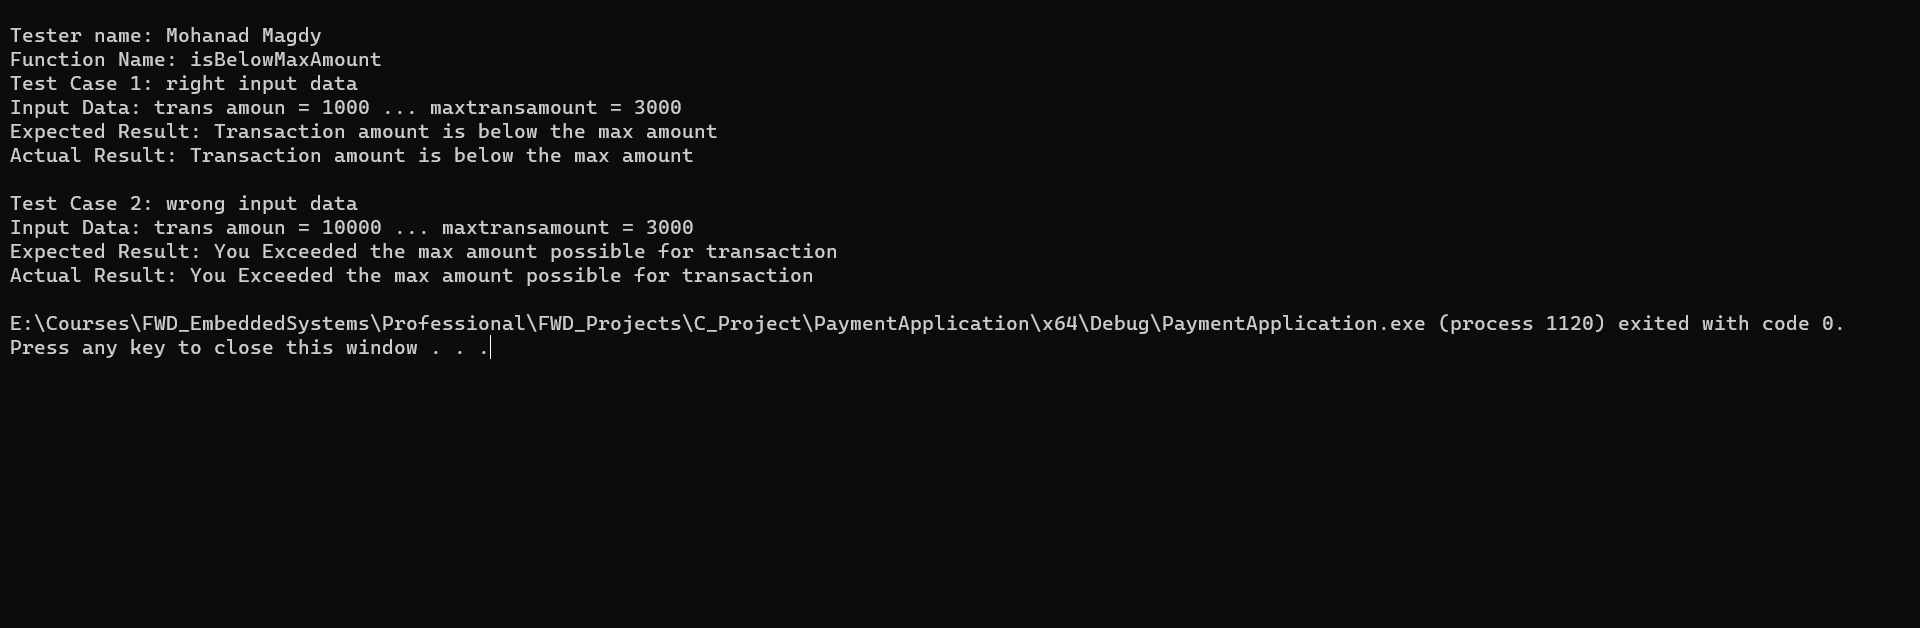 Tester name: Mohanad Magdy
Function Name: isBelowMaxAmount
Test Case 1: right input data
Input Data: trans amoun = 1000 ... maxtransamount = 3000
Expected Result: Transaction amount is below the max amount
Actual Result: Transaction amount is below the max amount
Test Case 2: wrong input data
Input Data: trans amoun = 10000 ... maxtransamount = 3000
Expected Result: You Exceeded the max amount possible for transaction
Actual Result: You Exceeded the max amount possible for transaction
E:\Courses\FWD_EmbeddedSystems\Professional\FWD_Projects\C_Project\PaymentApplication\x64\Debug\PaymentApplication.exe (process 1120) exited with code 0.
Press any key to close this window . . .